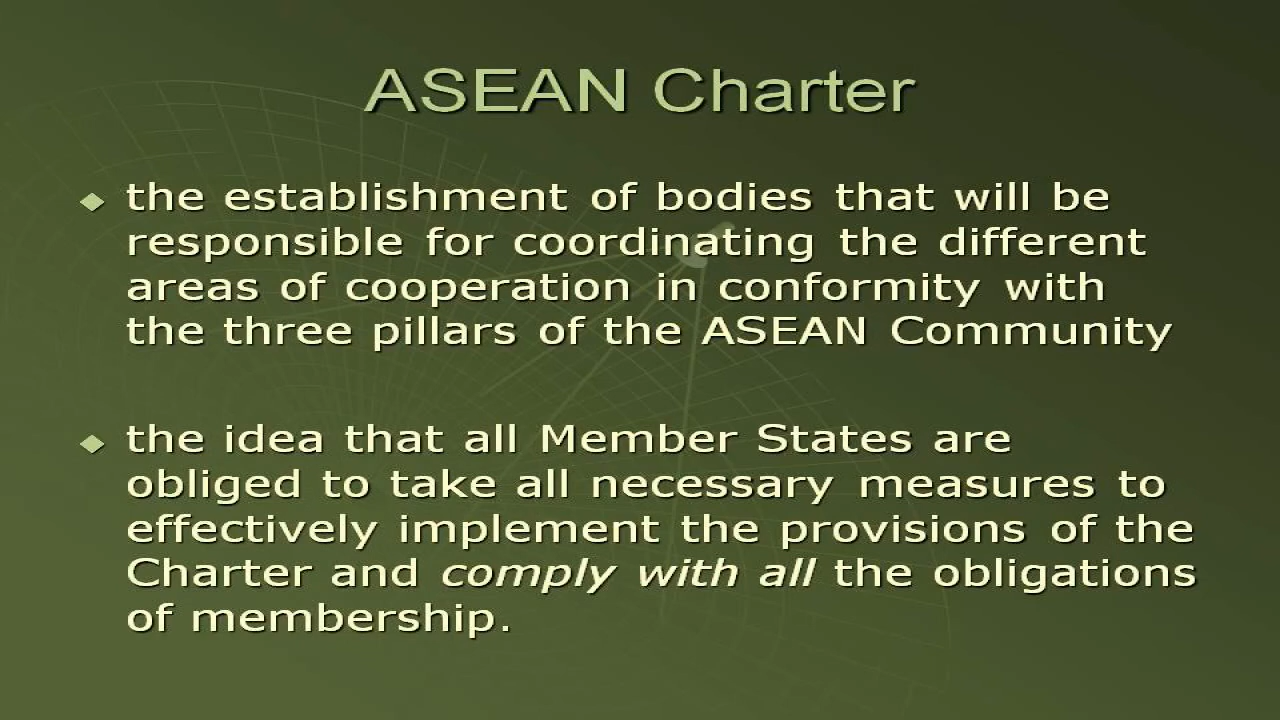 ASEAN Charter
the establishment of bodies that will be
responsible for coordinating the different
areas of cooperation in conformity with
the three pillars of the ASEAN Community
the idea that all Member States are
obliged to take all necessary measures to
effectively implement the provisions of the
Charter and comply with all the obligations
of membership.